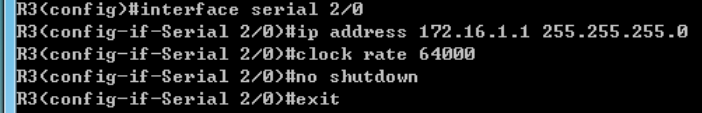 R3(config)#interface serial 2/0
R3(config-if-Serial 2/0)#ip address 172.16.1.1 255.255.255.0
R3(config-if-Serial 2/0)#clock rate 64000
R3(config-if-Serial 2/0)#no shutdown
R3(config-if-Serial 2/0)#exit